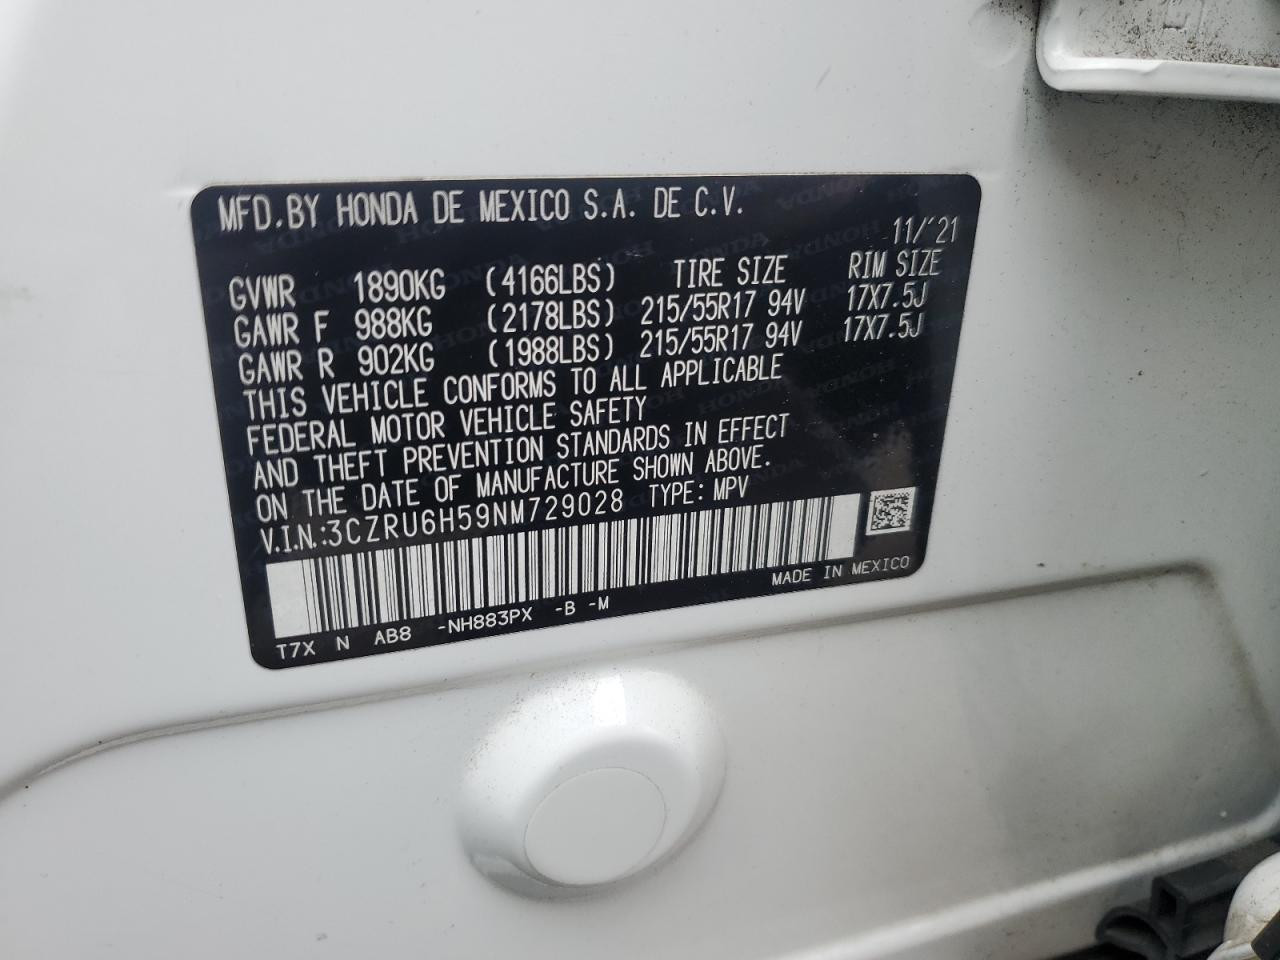 MFD.BY HONDA DE MEXICO S.A. DE C.V.
11/'21
GVWR 1890KG (4166LBS) TIRE SIZE RIM SIZE
GAWR F 988KG (2178LBS) 215/55R17 94V 17X7.5J
GAWR R 902KG (1988LBS) 215/55R17 94V 17X7.5J
THIS VEHICLE CONFORMS TO ALL APPLICABLE
FEDERAL MOTOR VEHICLE SAFETY
AND THEFT PREVENTION STANDARDS IN EFFECT
ON THE DATE OF MANUFACTURE SHOWN ABOVE.
V.I.N.:3CZRU6H59NM729028 TYPE: MPV
MADE IN MEXICO
T7X N AB8 -NH883PX -B -M